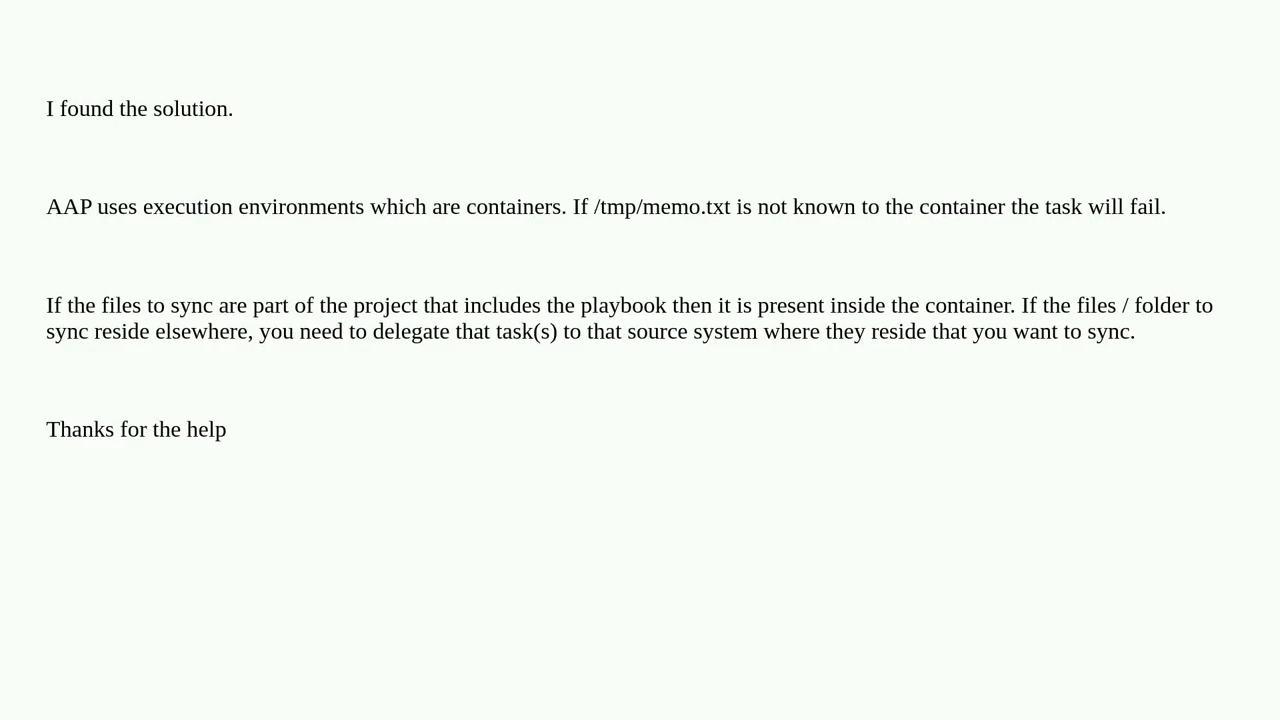 I found the solution.
AAP uses execution environments which are containers. If /tmp/memo.txt is not known to the container the task will fail.
If the files to sync are part of the project that includes the playbook then it is present inside the container. If the files / folder to
sync reside elsewhere, you need to delegate that task(s) to that source system where they reside that you want to sync.
Thanks for the help